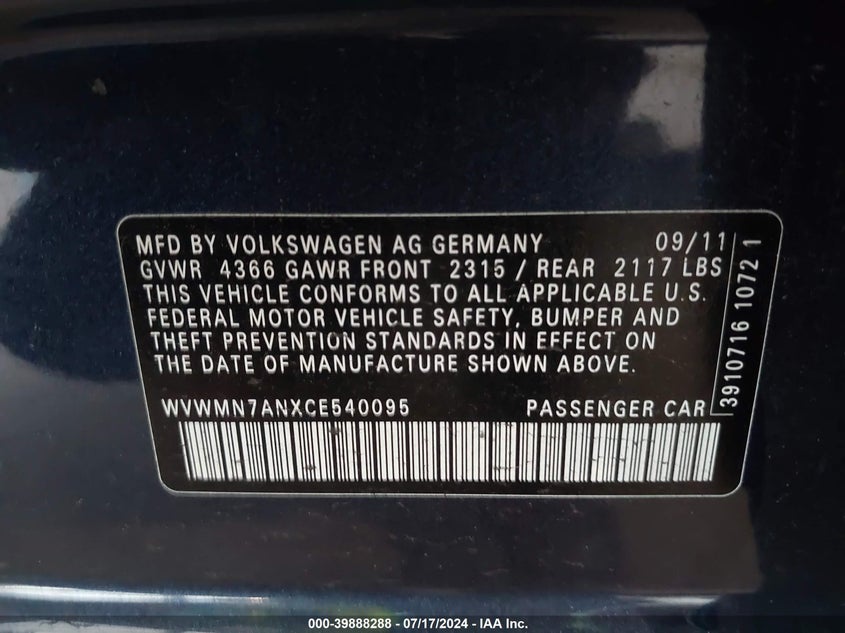 MFD BY VOLKSWAGEN AG GERMANY 09/11
GVWR 4366 GAWR FRONT 2315 / REAR 2117 LBS
THIS VEHICLE CONFORMS TO ALL APPLICABLE U.S.
FEDERAL MOTOR VEHICLE SAFETY, BUMPER AND
THEFT PREVENTION STANDARDS IN EFFECT ON
THE DATE OF MANUFACTURE SHOWN ABOVE.
WVWMN7ANXCE540095 PASSENGER CAR
3910716 10721
000-39888288 - 07/17/2024 - IAA Inc.